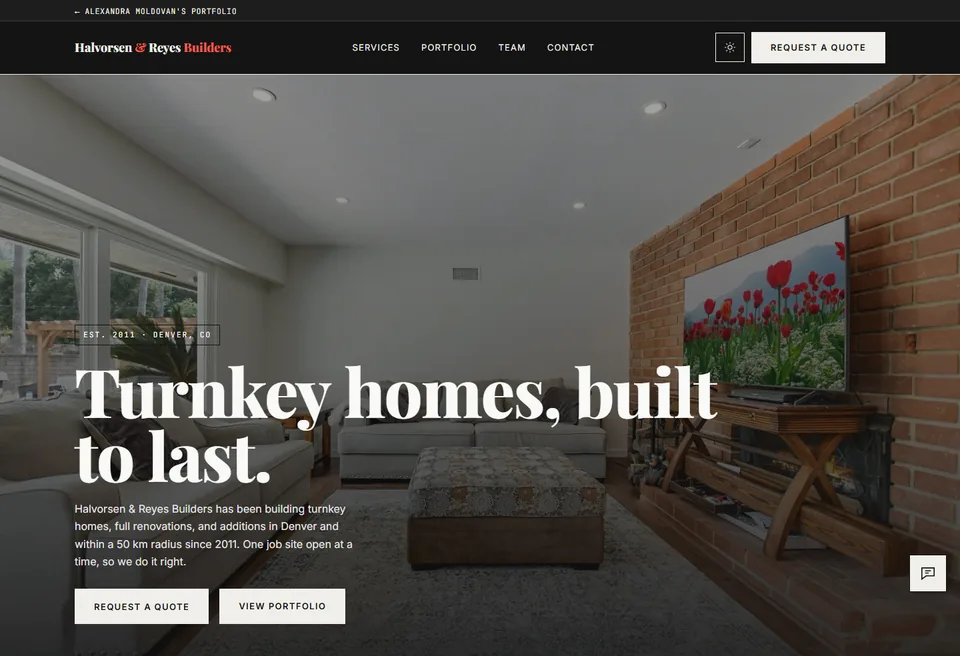 ← ALEXANDRA MOLDOVAN'S PORTFOLIO
Halvorsen & Reyes Builders
SERVICES
PORTFOLIO
TEAM
CONTACT
REQUEST A QUOTE
EST. 2011 · DENVER, CO
Turnkey homes, built
to last.
Halvorsen & Reyes Builders has been building turnkey
homes, full renovations, and additions in Denver and
within a 50 km radius since 2011. One job site open at a
time, so we do it right.
REQUEST A QUOTE
VIEW PORTFOLIO